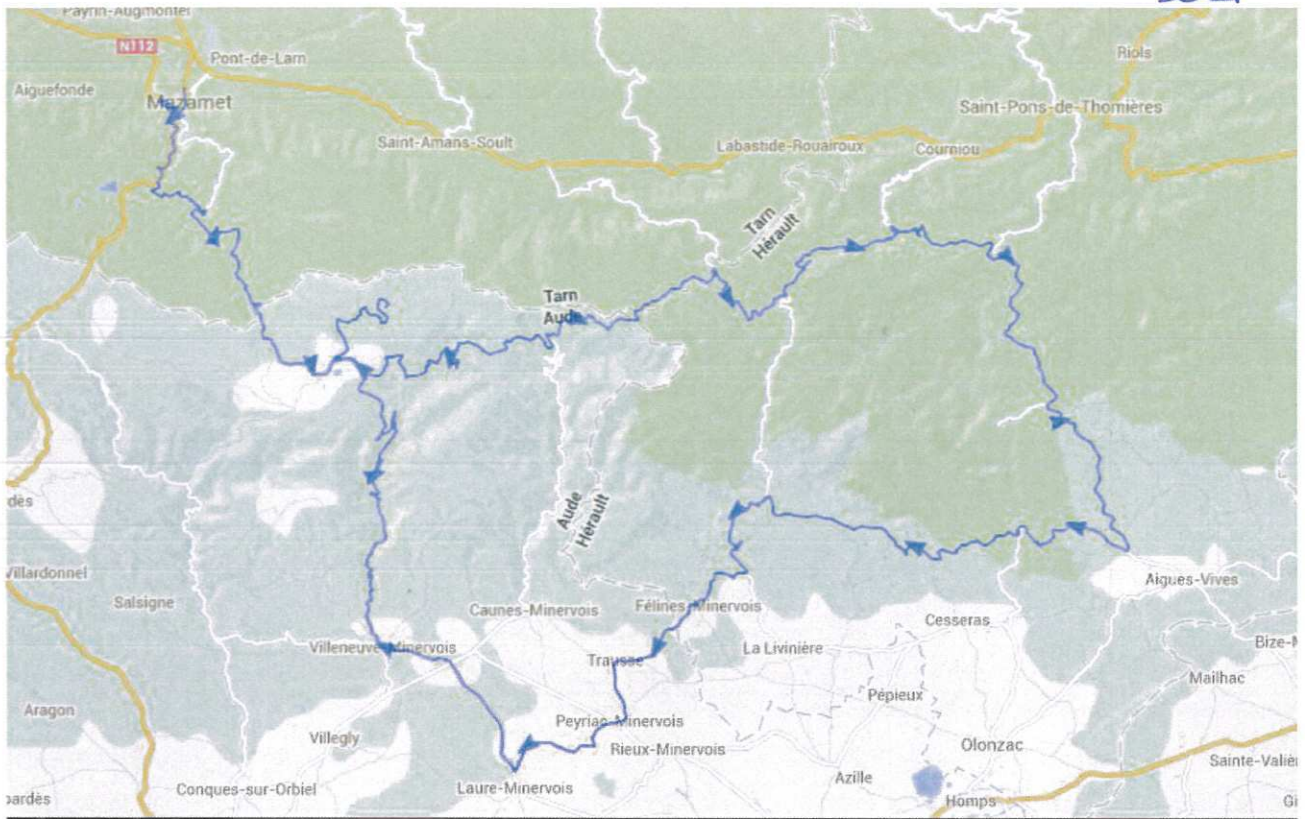 Payrin-Augmontel
N112
Pont-de-Larn
Riols
Aiguefonde
Mazamet
Saint-Pons-de-Thomières
Saint-Amans-Soult
Labastide-Rouairoux
Courniou
Tarn
Hérault
Tarn
Aude
Aude
Hérault
dès
Villardonnel
Salsigne
Caunes-Minervois
Félines-Minervois
Aigues-Vives
Cesseras
Villeneuve-Minervois
La Livinière
Bize-M
Trausse
Mailhac
Pépieux
Aragon
Peyriac-Minervois
Villegly
Rieux-Minervois
Olonzac
Sainte-Valiè
Azille
Conques-sur-Orbiel
Laure-Minervois
Homps
bardès
Gi